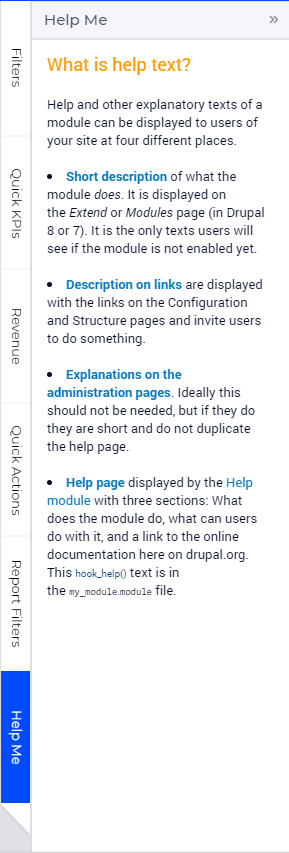 Help Me »
What is help text?
Help and other explanatory texts of a
module can be displayed to users of
your site at four different places.
• Short description of what the
module does. It is displayed on
the Extend or Modules page (in Drupal
8 or 7). It is the only texts users will
see if the module is not enabled yet.
• Description on links are displayed
with the links on the Configuration
and Structure pages and invite users
to do something.
• Explanations on the
administration pages. Ideally this
should not be needed, but if they do
they are short and do not duplicate
the help page.
• Help page displayed by the Help
module with three sections: What
does the module do, what can users
do with it, and a link to the online
documentation here on drupal.org.
This hook_help() text is in
the my_module.module file.
Filters
Quick KPIs
Revenue
Quick Actions
Report Filters
Help Me